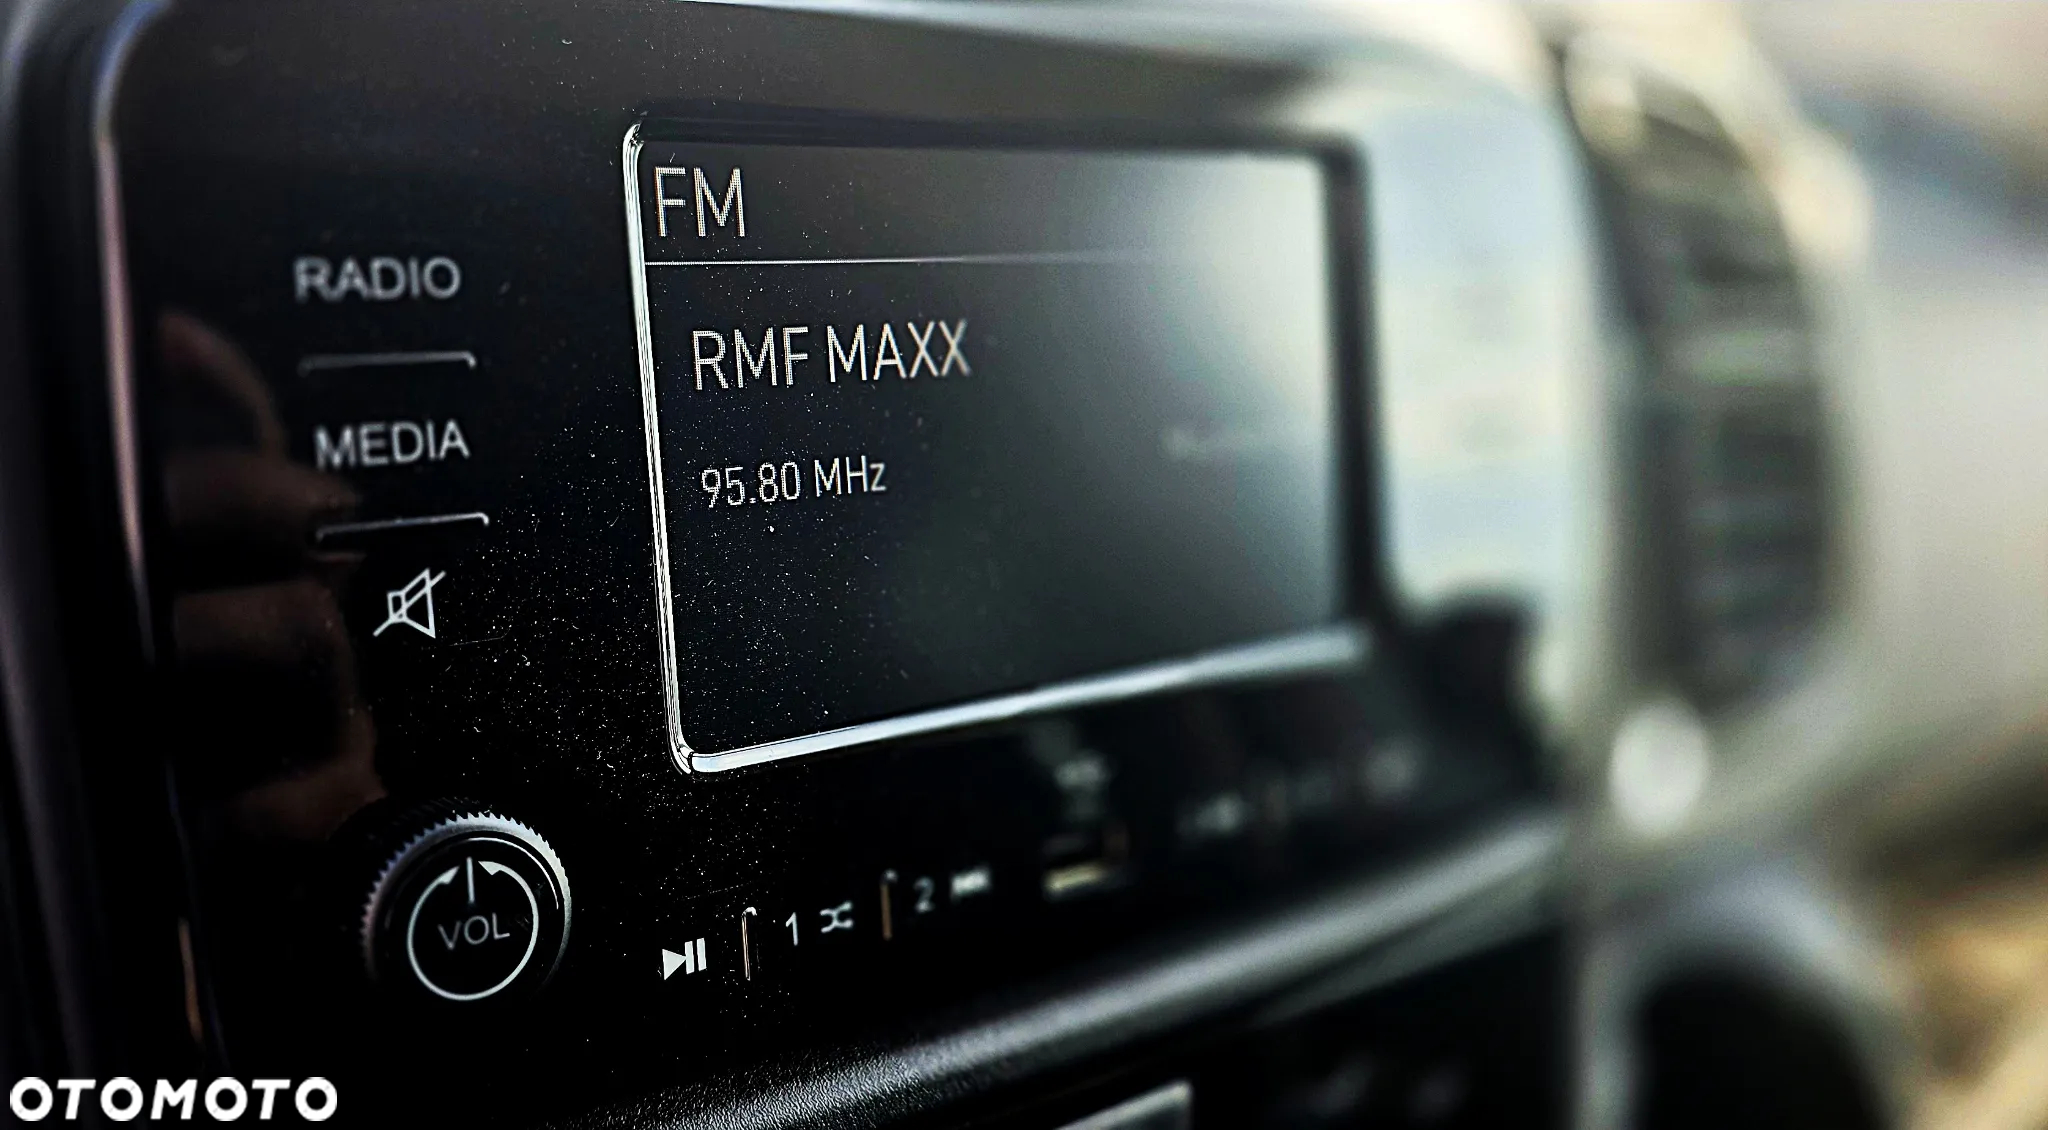 FM
RADIO
RMF MAXX
MEDIA
95.80 MHz
VOL
1
2
OTOMOTO